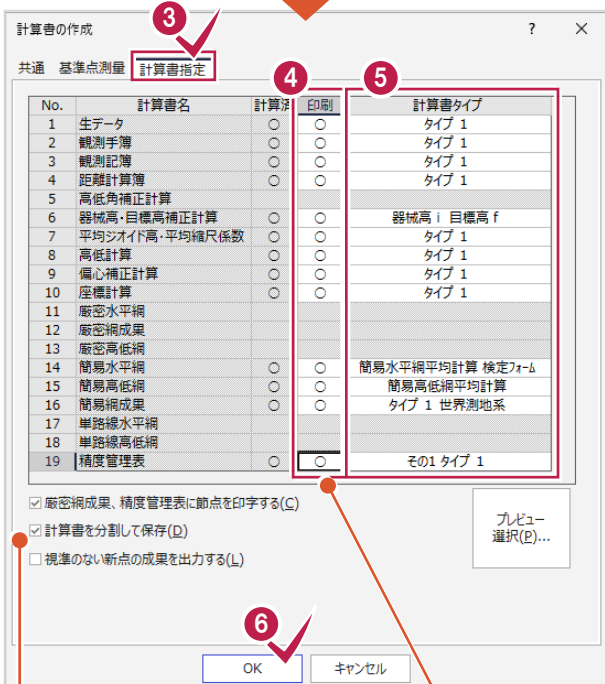 3
計算書の作成 ? ×
共通 基準点測量 計算書指定
4 5
No. 計算書名 計算済 印刷 計算書タイプ
1 生データ ○ ○ タイプ 1
2 観測手簿 ○ ○ タイプ 1
3 観測記簿 ○ ○ タイプ 1
4 距離計算簿 ○ ○ タイプ 1
5 高低角補正計算
6 器械高・目標高補正計算 ○ ○ 器械高 i 目標高 f
7 平均ジオイド高・平均縮尺係数 ○ ○ タイプ 1
8 高低計算 ○ ○ タイプ 1
9 偏心補正計算 ○ ○ タイプ 1
10 座標計算 ○ ○ タイプ 1
11 厳密水平網
12 厳密網成果
13 厳密高低網
14 簡易水平網 ○ ○ 簡易水平網平均計算 検定フォーム
15 簡易高低網 ○ ○ 簡易高低網平均計算
16 簡易網成果 ○ ○ タイプ 1 世界測地系
17 単路線水平網
18 単路線高低網
19 精度管理表 ○ ○ その1 タイプ 1
厳密網成果、精度管理表に節点を印字する(C)
計算書を分割して保存(D)
視準のない新点の成果を出力する(L)
プレビュー
選択(P)...
6
OK キャンセル